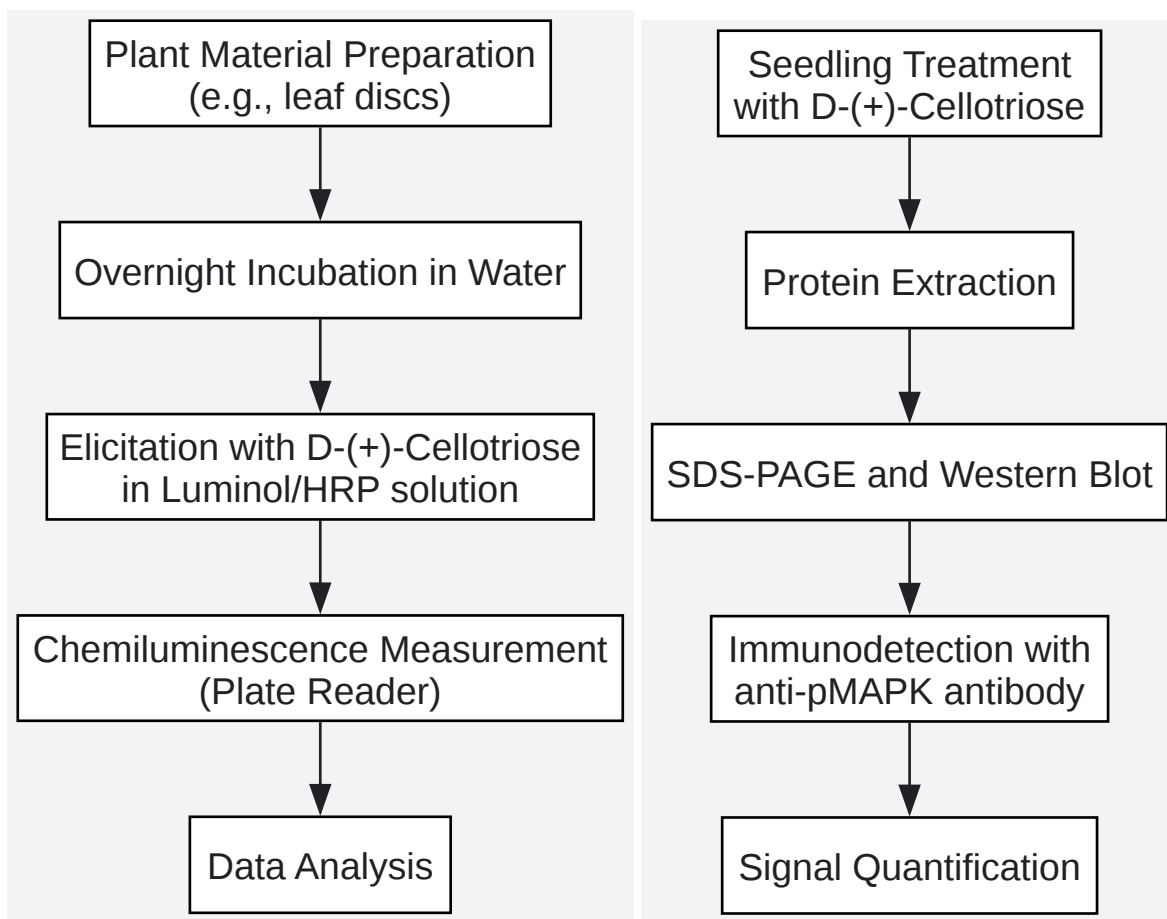 Plant Material Preparation
(e.g., leaf discs)
Overnight Incubation in Water
Elicitation with D-(+)-Cellotriose
in Luminol/HRP solution
Chemiluminescence Measurement
(Plate Reader)
Data Analysis
Seedling Treatment
with D-(+)-Cellotriose
Protein Extraction
SDS-PAGE and Western Blot
Immunodetection with
anti-pMAPK antibody
Signal Quantification